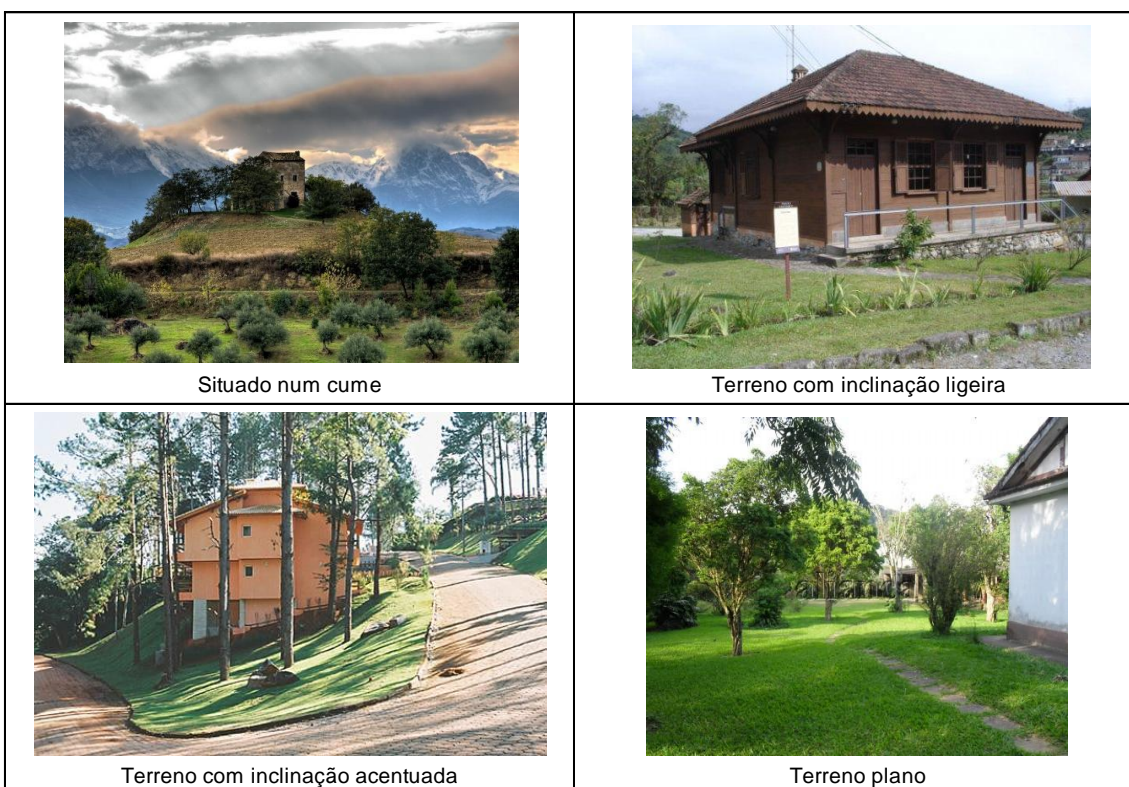 Situado num cume
Terreno com inclinação ligeira
Terreno com inclinação acentuada
Terreno plano